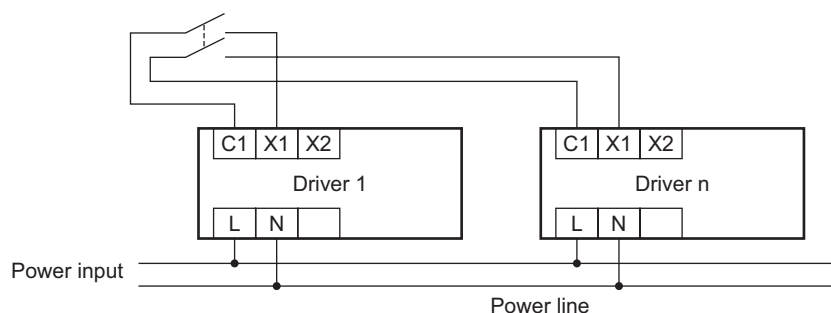 C1 X1 X2
C1 X1 X2
Driver 1
Driver n
L N
L N
Power input
Power line